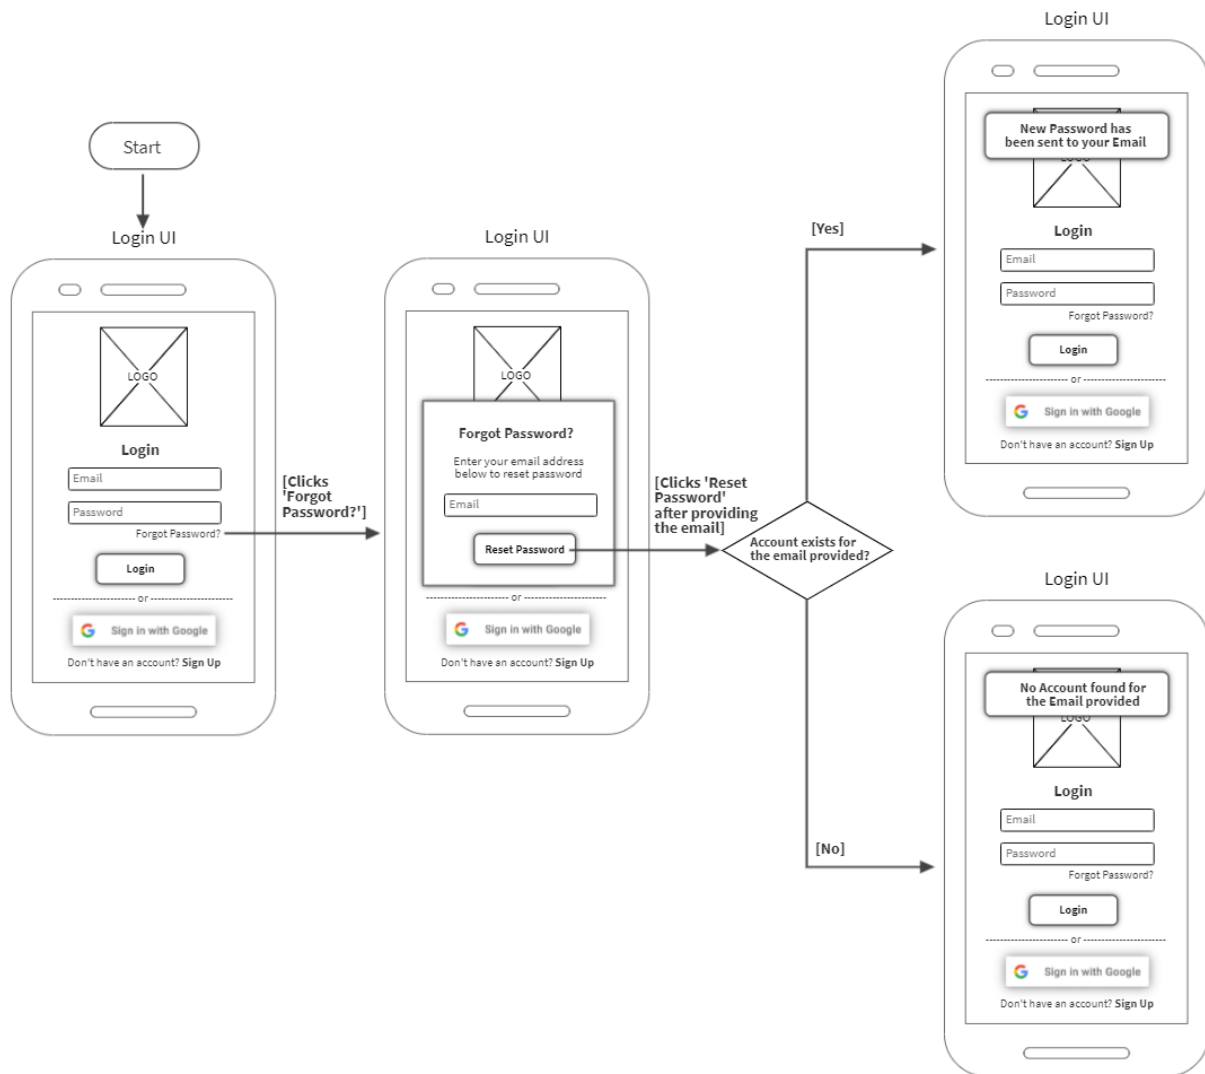 Start
Login UI
LOGO
Login
Email
Password
Forgot Password?
Login
or
Sign in with Google
Don't have an account? Sign Up
[Clicks
'Forgot
Password?']
Login UI
LOGO
Forgot Password?
Enter your email address
below to reset password
Email
Reset Password
or
Sign in with Google
Don't have an account? Sign Up
[Clicks 'Reset
Password'
after providing
the email]
Account exists for
the email provided?
[Yes]
Login UI
New Password has
been sent to your Email
LOGO
Login
Email
Password
Forgot Password?
Login
or
Sign in with Google
Don't have an account? Sign Up
[No]
Login UI
No Account found for
the Email provided
LOGO
Login
Email
Password
Forgot Password?
Login
or
Sign in with Google
Don't have an account? Sign Up